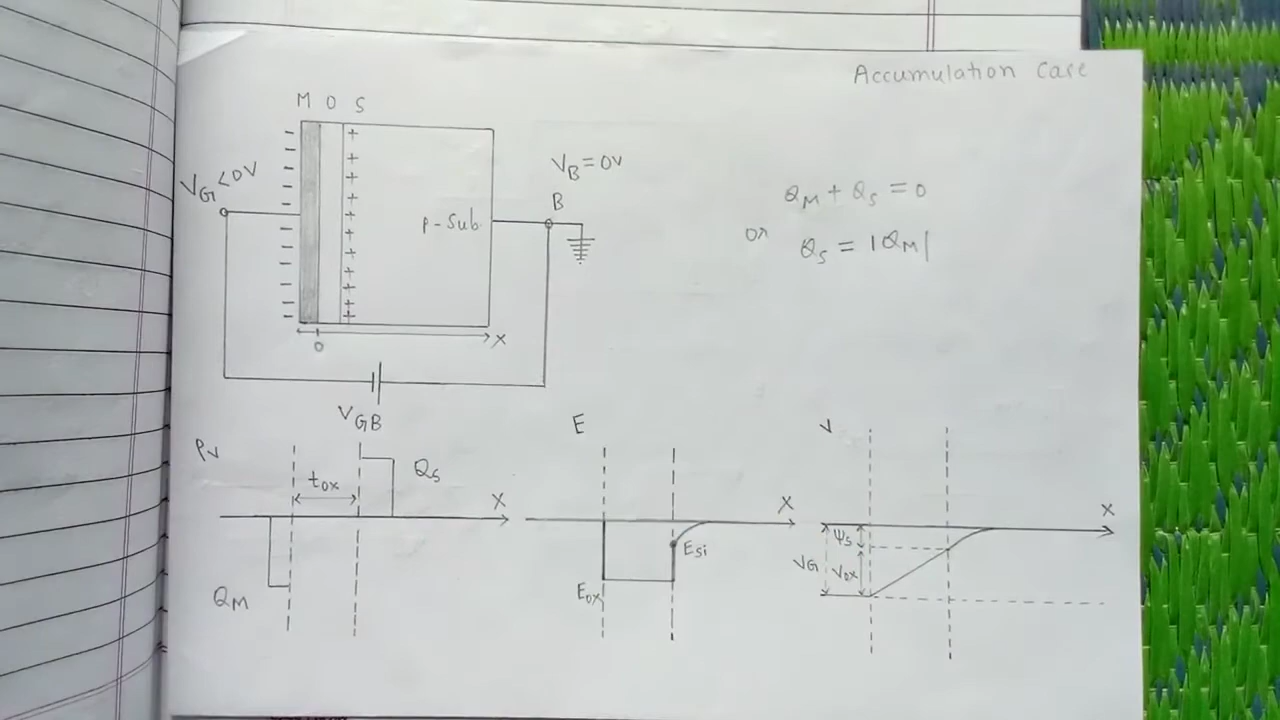 Accumulation Case
M O S
VG<0V
VB=0V
B
p-Sub.
QM + QS = 0
or QS = |QM|
0
X
VGB
ρv
tox
QS
X
QM
E
X
Esi
Eox
V
X
ψs
VG
Vox